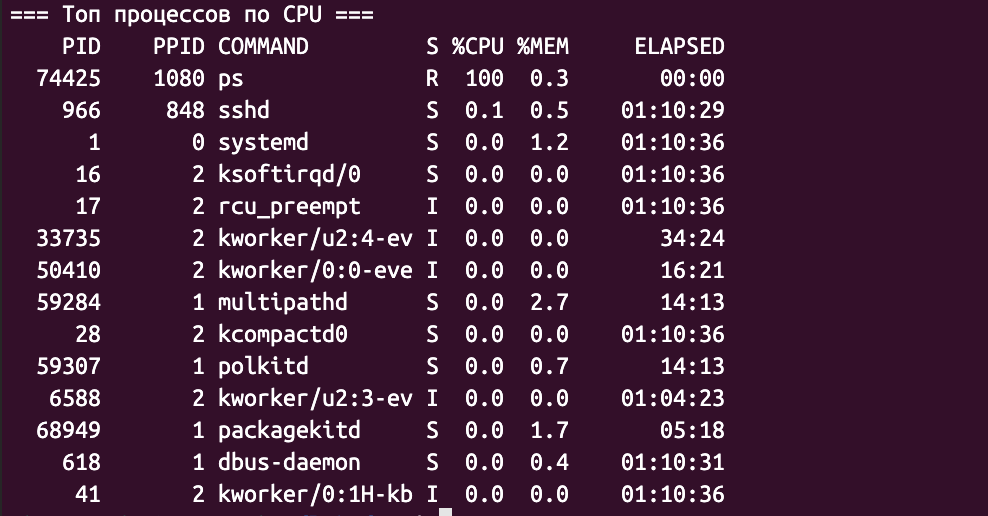 === Топ процессов по CPU ===
PID PPID COMMAND S %CPU %MEM ELAPSED
74425 1080 ps R 100 0.3 00:00
966 848 sshd S 0.1 0.5 01:10:29
1 0 systemd S 0.0 1.2 01:10:36
16 2 ksoftirqd/0 S 0.0 0.0 01:10:36
17 2 rcu_preempt I 0.0 0.0 01:10:36
33735 2 kworker/u2:4-ev I 0.0 0.0 34:24
50410 2 kworker/0:0-eve I 0.0 0.0 16:21
59284 1 multipathd S 0.0 2.7 14:13
28 2 kcompactd0 S 0.0 0.0 01:10:36
59307 1 polkitd S 0.0 0.7 14:13
6588 2 kworker/u2:3-ev I 0.0 0.0 01:04:23
68949 1 packagekitd S 0.0 1.7 05:18
618 1 dbus-daemon S 0.0 0.4 01:10:31
41 2 kworker/0:1H-kb I 0.0 0.0 01:10:36